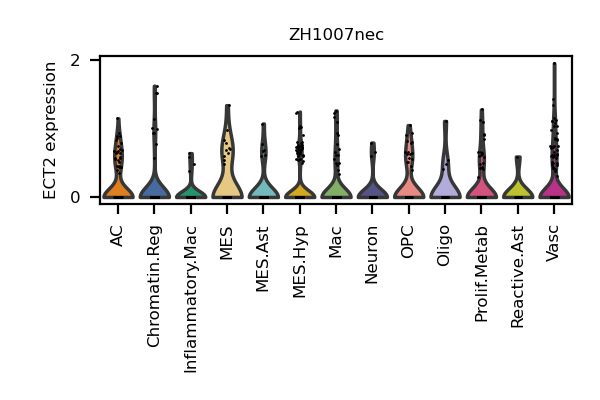 ZH1007nec
ECT2 expression
2
0
AC
Chromatin.Reg
Inflammatory.Mac
MES
MES.Ast
MES.Hyp
Mac
Neuron
OPC
Oligo
Prolif.Metab
Reactive.Ast
Vasc